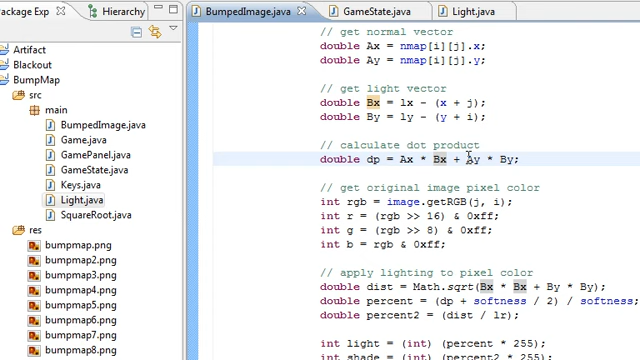 Package Exp
Hierarchy
BumpedImage.java
GameState.java
Light.java
Artifact
Blackout
BumpMap
src
main
BumpedImage.java
Game.java
GamePanel.java
GameState.java
Keys.java
Light.java
SquareRoot.java
res
bumpmap.png
bumpmap2.png
bumpmap3.png
bumpmap4.png
bumpmap5.png
bumpmap6.png
bumpmap7.png
bumpmap8.png
// get normal vector
double Ax = nmap[i][j].x;
double Ay = nmap[i][j].y;
// get light vector
double Bx = lx - (x + j);
double By = ly - (y + i);
// calculate dot product
double dp = Ax * Bx + Ay * By;
// get original image pixel color
int rgb = image.getRGB(j, i);
int r = (rgb >> 16) & 0xff;
int g = (rgb >> 8) & 0xff;
int b = rgb & 0xff;
// apply lighting to pixel color
double dist = Math.sqrt(Bx * Bx + By * By);
double percent = (dp + softness / 2) / softness;
double percent2 = (dist / lr);
int light = (int) (percent * 255);
int shade = (int) (percent2 * 255);